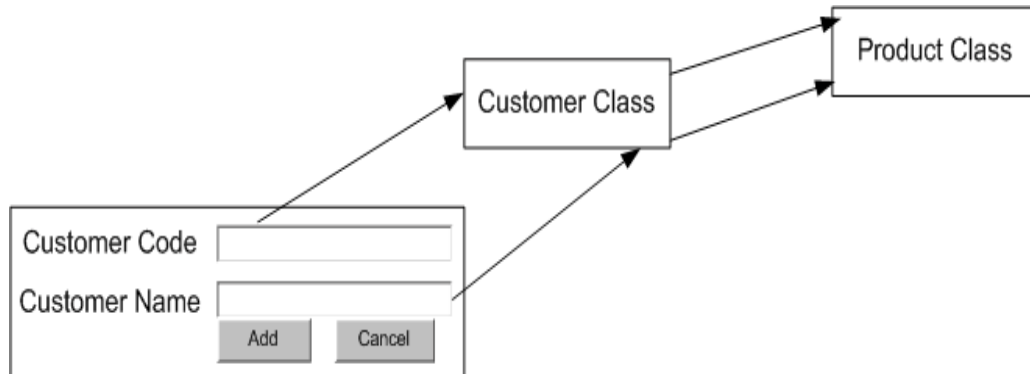 Product Class
Customer Class
Customer Code
Customer Name
Add
Cancel